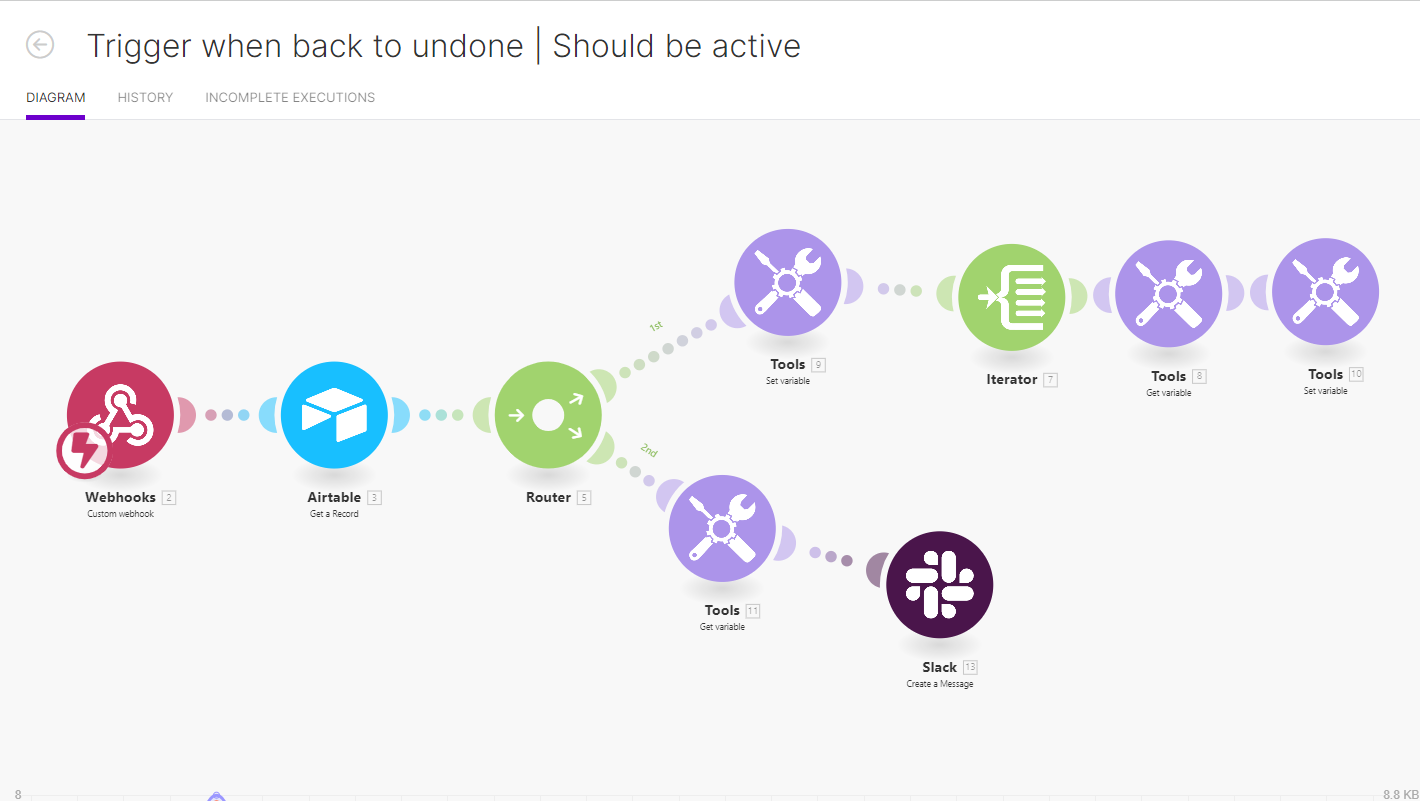 Trigger when back to undone | Should be active
DIAGRAM
HISTORY
INCOMPLETE EXECUTIONS
1st
Tools 9
Set variable
Iterator 7
Tools 8
Get variable
Tools 10
Set variable
Webhooks 2
Custom webhook
Airtable 3
Get a Record
Router 5
2nd
Tools 11
Get variable
Slack 13
Create a Message
8
8.8 KB